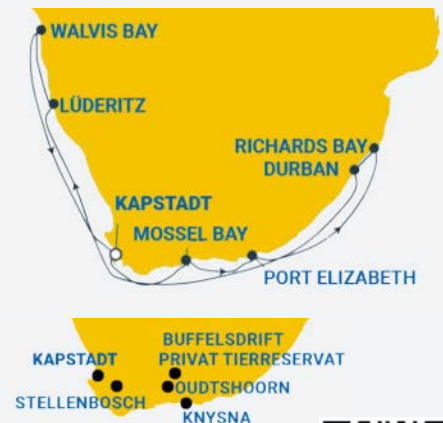 WALVIS BAY
LÜDERITZ
RICHARDS BAY
DURBAN
KAPSTADT
MOSSEL BAY
PORT ELIZABETH
BUFFELSDRIFT
KAPSTADT
PRIVAT TIERRESERVAT
OUDTSHOORN
STELLENBOSCH
KNYSNA